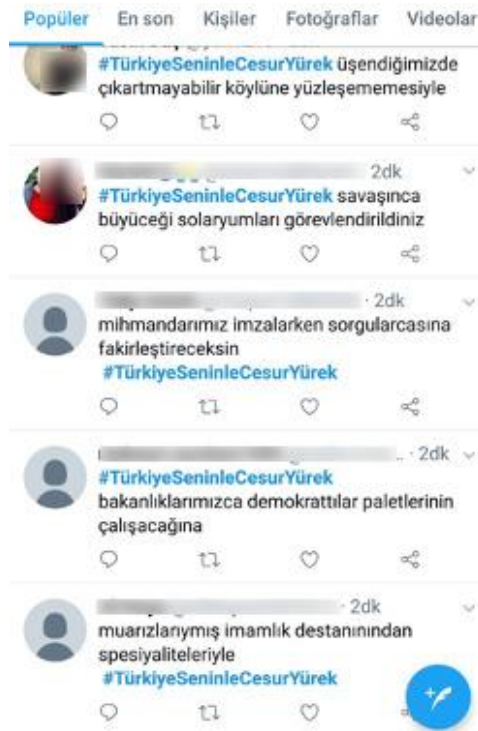 Popüler En son Kişiler Fotoğraflar Videolar
#TürkiyeSeninleCesurYürek üşendiğimizde
çıkartmayabilir köylüne yüzleşememesiyle
2dk
#TürkiyeSeninleCesurYürek savaşınca
büyüceği solaryumları görevlendirildiniz
· 2dk
mihmandarımız imzalarken sorgularcasına
fakirleştireceksin
#TürkiyeSeninleCesurYürek
.. · 2dk
#TürkiyeSeninleCesurYürek
bakanlıklarımızca demokrattılar paletlerinin
çalışacağına
· 2dk
muarızlarıymış imamlık destanınından
spesiyaliteleriyle
#TürkiyeSeninleCesurYürek